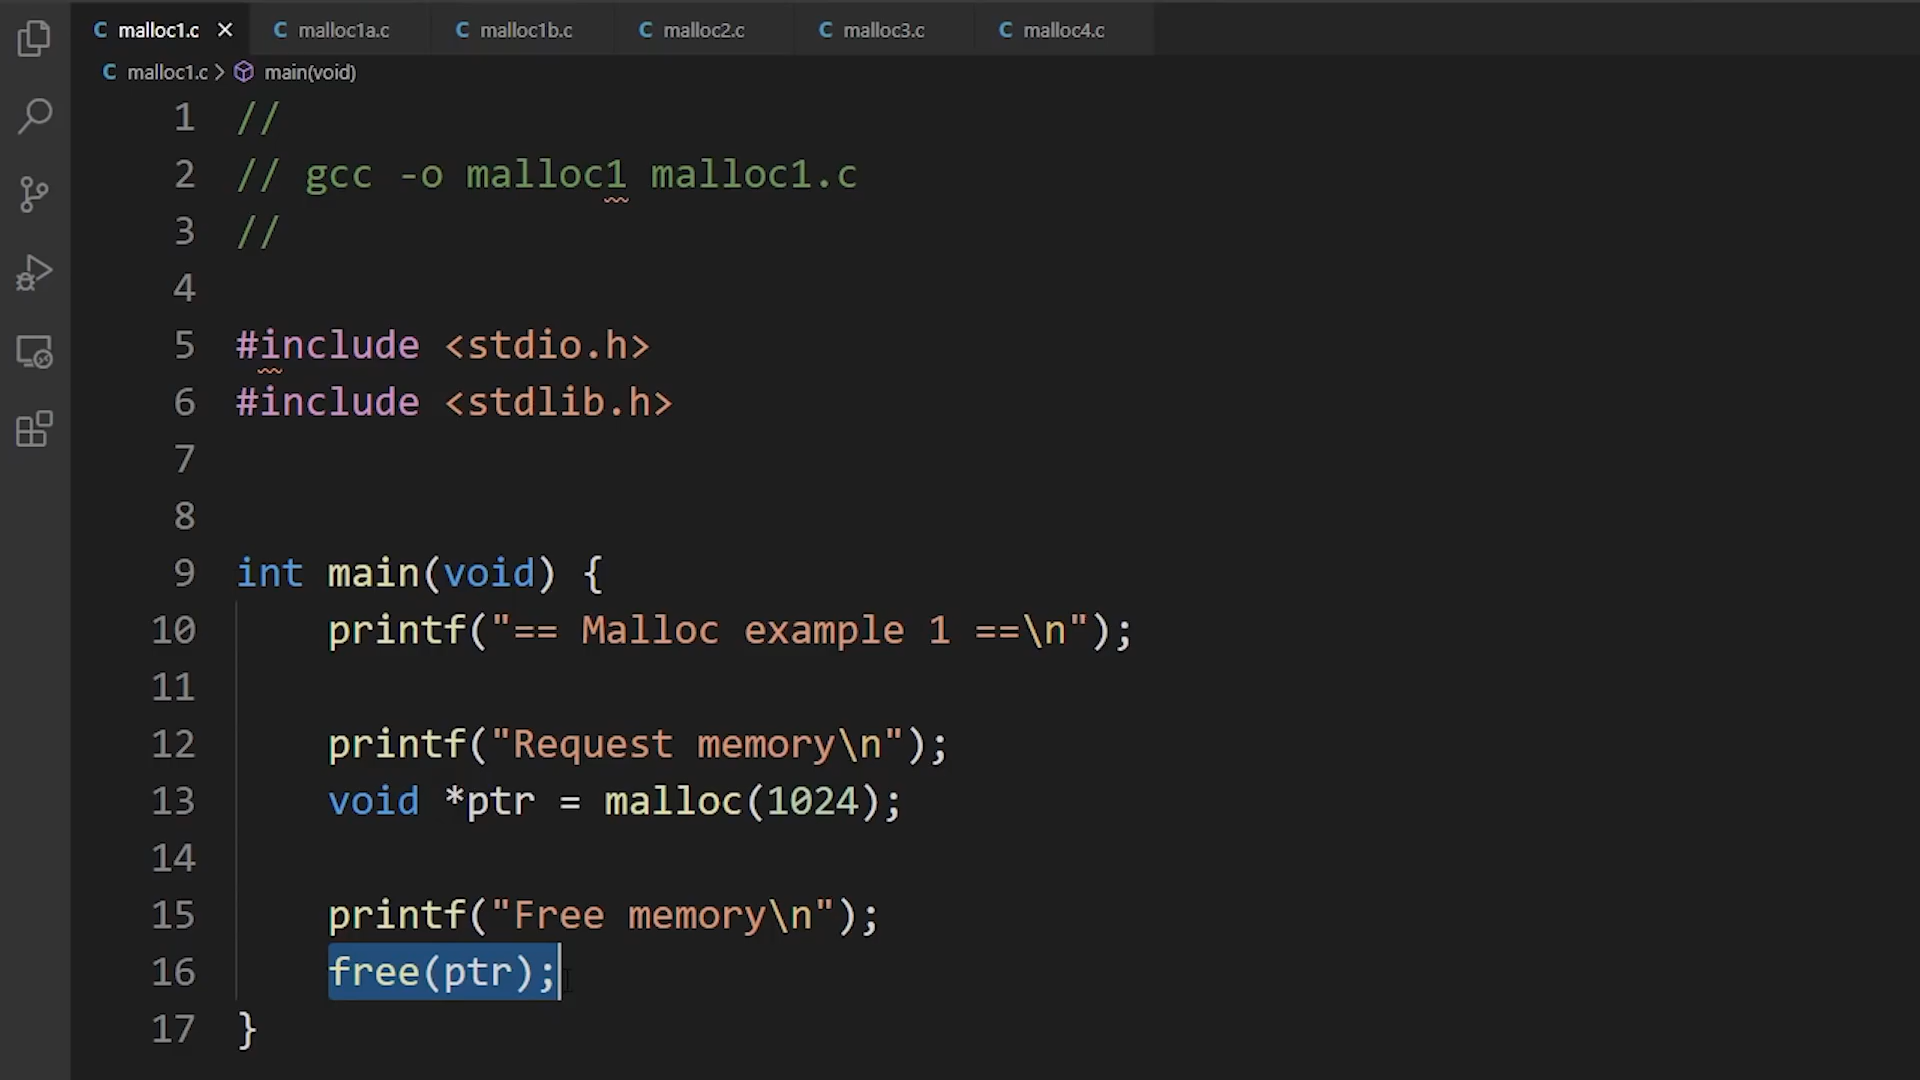 C malloc1.c × C malloc1a.c C malloc1b.c C malloc2.c C malloc3.c C malloc4.c
C malloc1.c > main(void)
1 //
2 // gcc -o malloc1 malloc1.c
3 //
4
5 #include <stdio.h>
6 #include <stdlib.h>
7
8
9 int main(void) {
10 printf("== Malloc example 1 ==\n");
11
12 printf("Request memory\n");
13 void *ptr = malloc(1024);
14
15 printf("Free memory\n");
16 free(ptr);
17 }